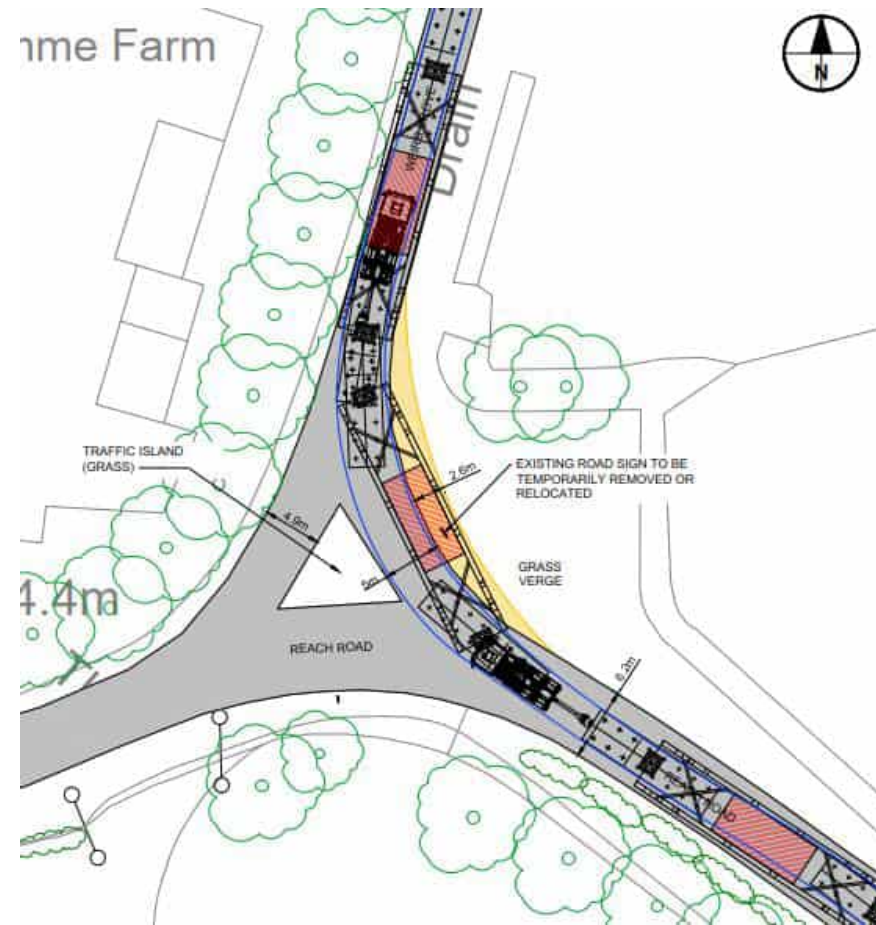 nme Farm
N
Drain
TRAFFIC ISLAND
(GRASS)
4.9m
2.6m
EXISTING ROAD SIGN TO BE
TEMPORARILY REMOVED OR
RELOCATED
5m
GRASS
VERGE
4.4m
REACH ROAD
6.2m
ROAD